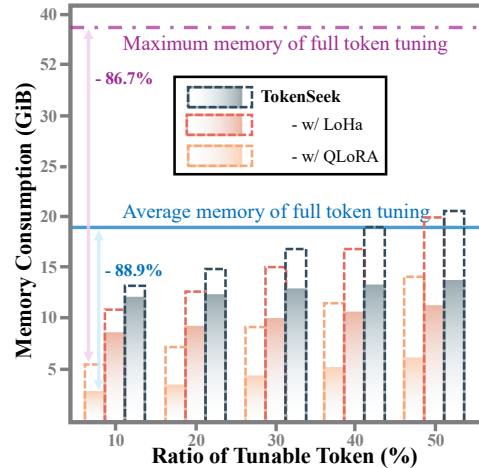 40
Maximum memory of full token tuning
52
- 86.7%
TokenSeek
30
- w/ LoHa
- w/ QLoRA
Memory Consumption (GiB)
20
Average memory of full token tuning
15
- 88.9%
10
5
10 20 30 40 50
Ratio of Tunable Token (%)